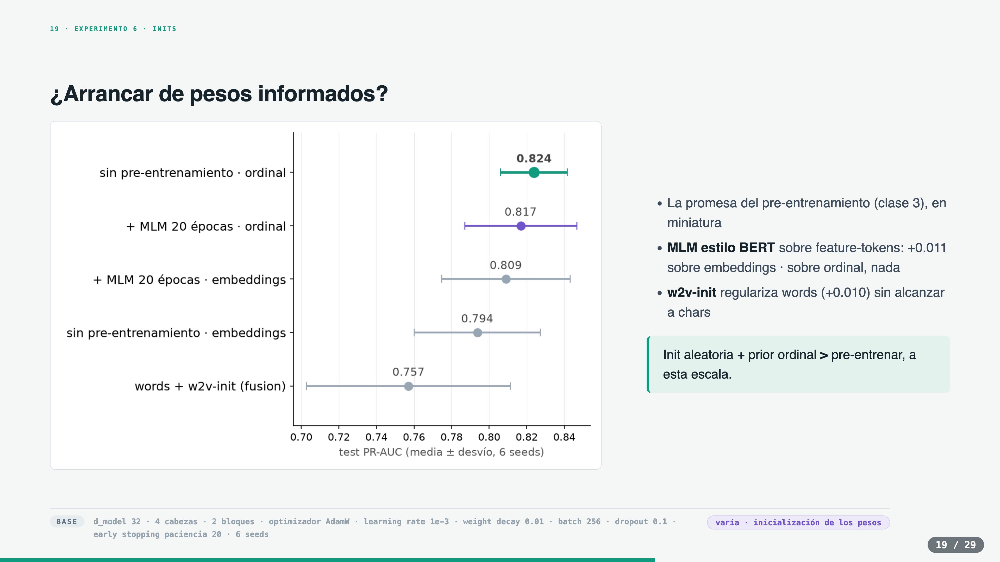 19 · EXPERIMENTO 6 · INITS
¿Arrancar de pesos informados?
sin pre-entrenamiento · ordinal
0.824
+ MLM 20 épocas · ordinal
0.817
+ MLM 20 épocas · embeddings
0.809
sin pre-entrenamiento · embeddings
0.794
words + w2v-init (fusion)
0.757
0.70 0.72 0.74 0.76 0.78 0.80 0.82 0.84
test PR-AUC (media ± desvío, 6 seeds)
• La promesa del pre-entrenamiento (clase 3), en
miniatura
• MLM estilo BERT sobre feature-tokens: +0.011
sobre embeddings · sobre ordinal, nada
• w2v-init regulariza words (+0.010) sin alcanzar
a chars
Init aleatoria + prior ordinal > pre-entrenar, a
esta escala.
BASE d_model 32 · 4 cabezas · 2 bloques · optimizador AdamW · learning rate 1e-3 · weight decay 0.01 · batch 256 · dropout 0.1 ·
early stopping paciencia 20 · 6 seeds
varía · inicialización de los pesos
19 / 29